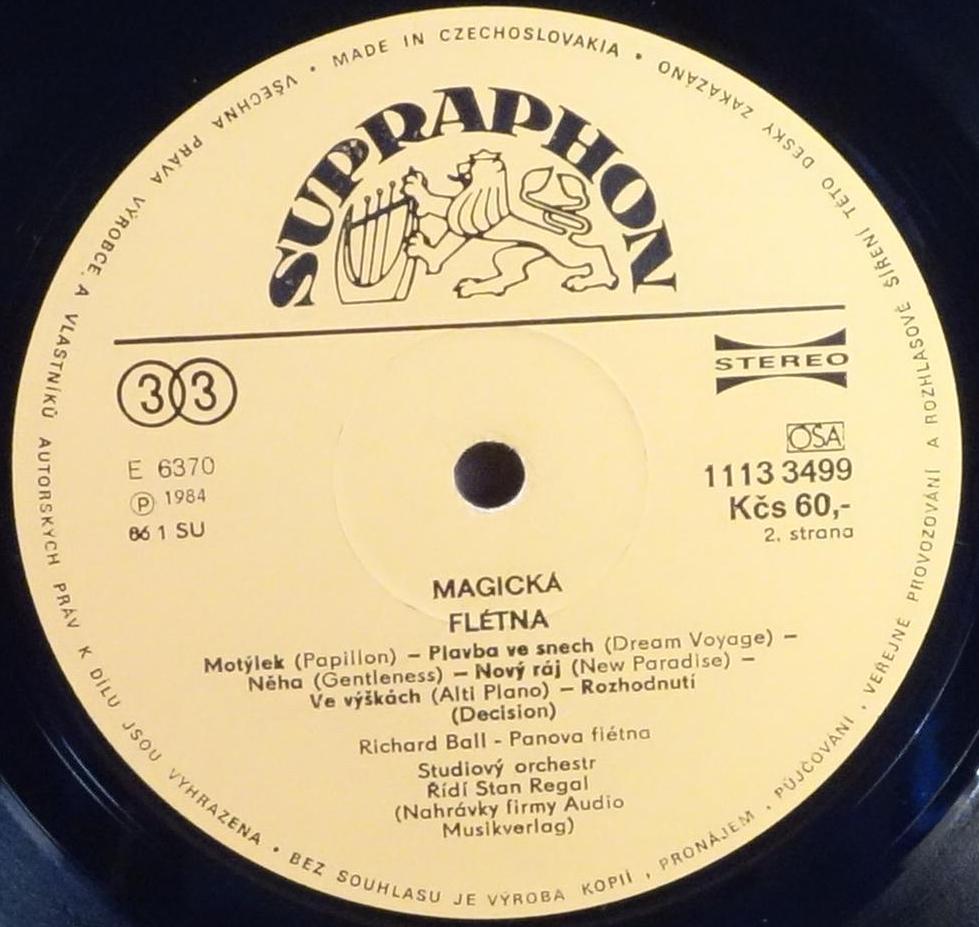 MADE IN CZECHOSLOVAKIA • VŠECHNA PRÁVA VÝROBCE A VLASTNÍKŮ AUTORSKÝCH PRÁV K DÍLU JSOU VYHRAZENA • BEZ SOUHLASU JE VÝROBA KOPIÍ, PRONÁJEM, PŮJČOVÁNÍ, VEŘEJNÉ PROVOZOVÁNÍ A ROZHLASOVÉ ŠÍŘENÍ TÉTO DESKY ZAKÁZÁNO •
SUPRAPHON
33
STEREO
OSA
E 6370
1113 3499
Ⓟ 1984
Kčs 60,-
86 1 SU
2. strana
MAGICKÁ
FLÉTNA
Motýlek (Papillon) – Plavba ve snech (Dream Voyage) –
Něha (Gentleness) – Nový ráj (New Paradise) –
Ve výškách (Alti Plano) – Rozhodnutí
(Decision)
Richard Ball - Panova flétna
Studiový orchestr
Řídí Stan Regal
(Nahrávky firmy Audio
Musikverlag)